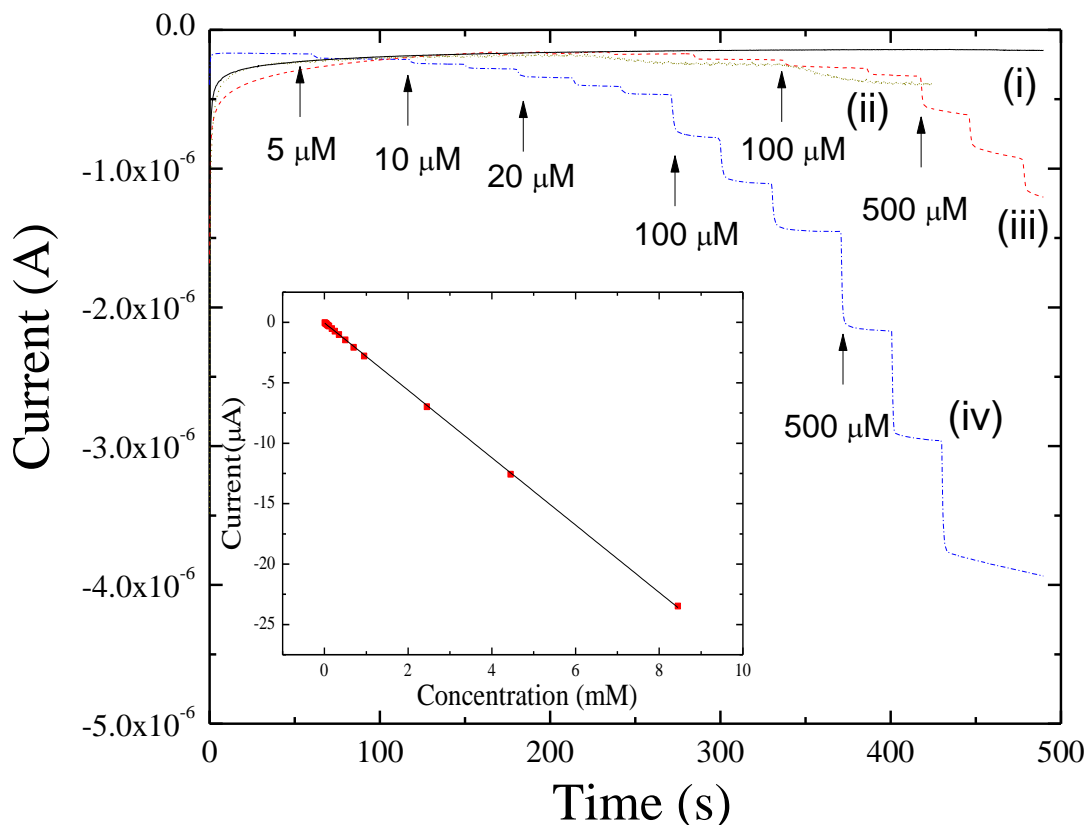 Current (A)
0.0
-1.0x10⁻⁶
-2.0x10⁻⁶
-3.0x10⁻⁶
-4.0x10⁻⁶
-5.0x10⁻⁶
0 100 200 300 400 500
Time (s)
(i)
(ii)
(iii)
(iv)
5 μM
10 μM
20 μM
100 μM
500 μM
100 μM
500 μM
Current(μA)
0
-5
-10
-15
-20
-25
0 2 4 6 8 10
Concentration (mM)